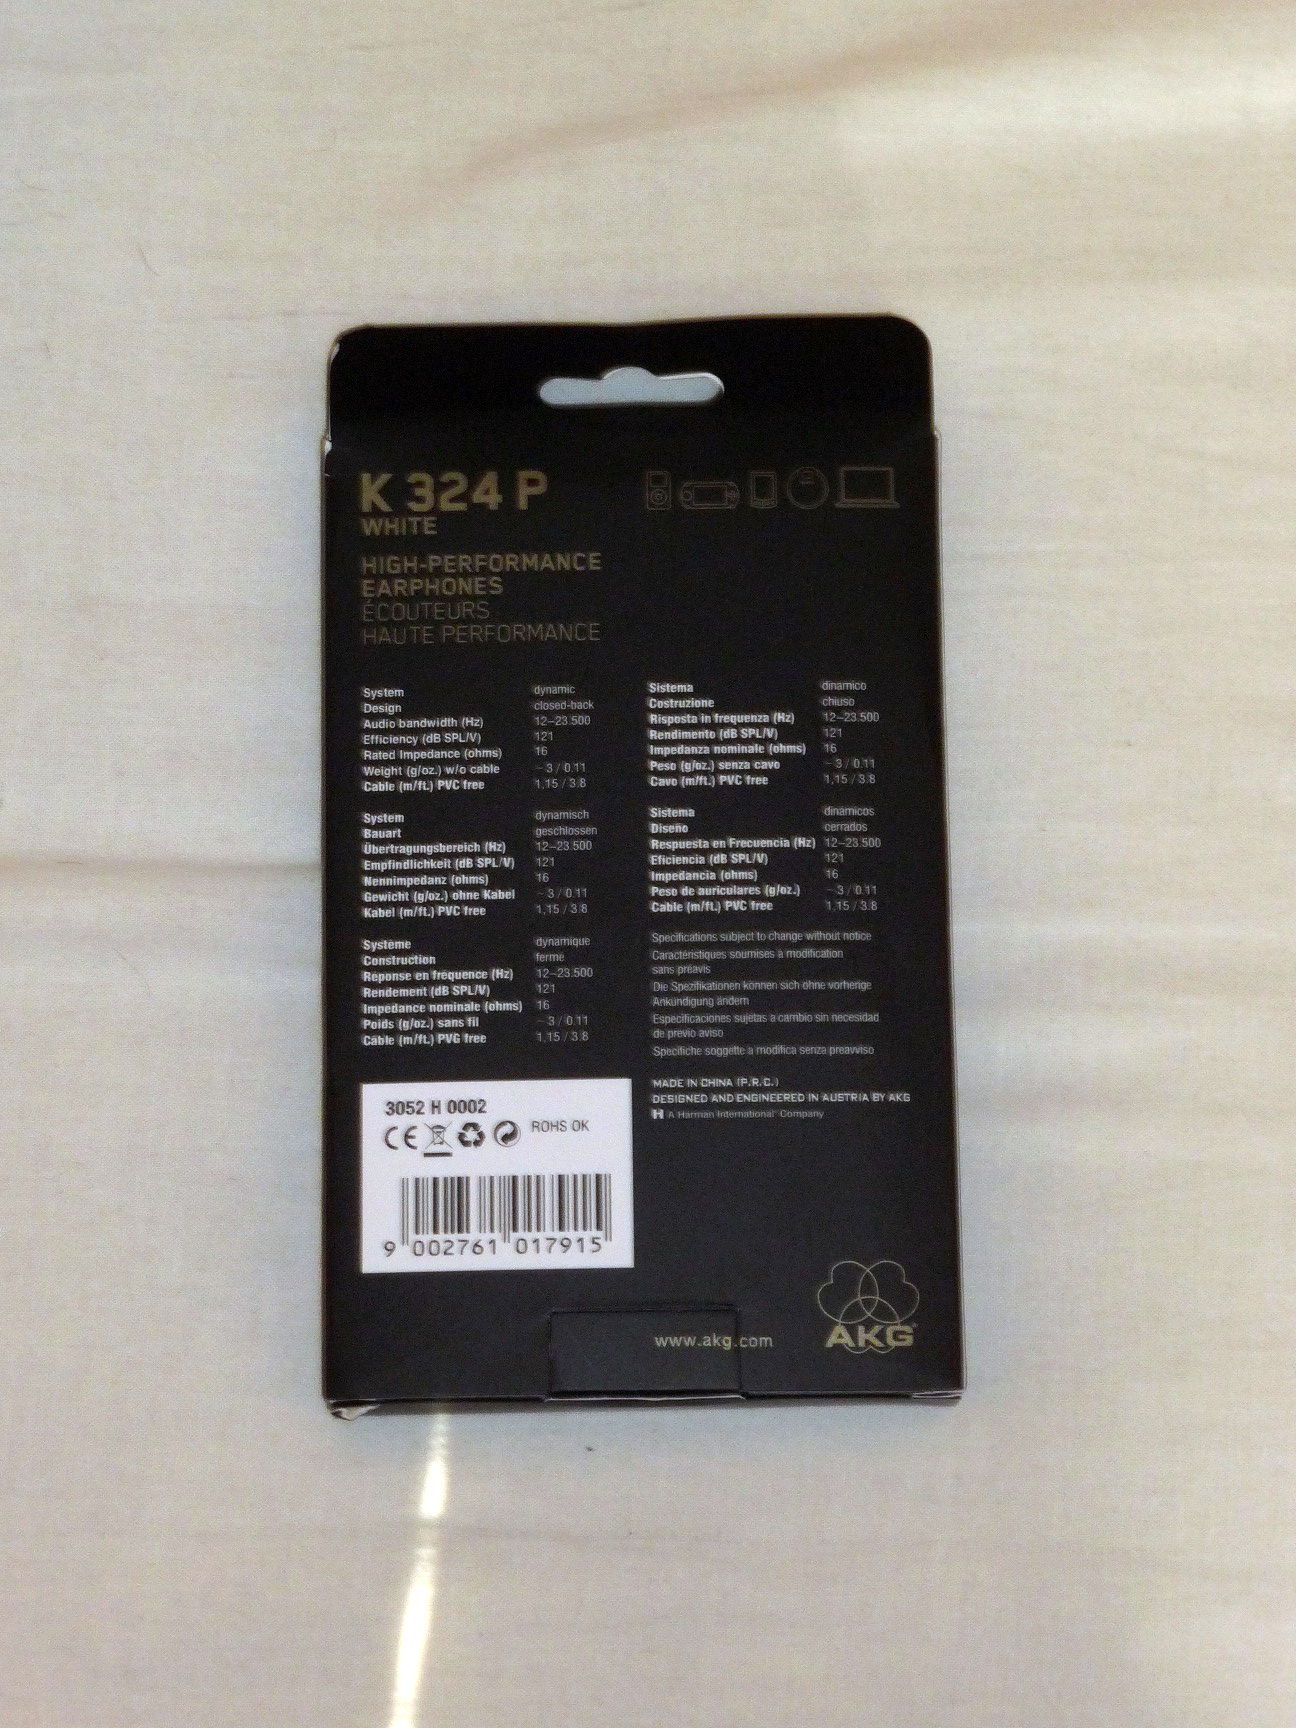 K 324 P
WHITE
HIGH-PERFORMANCE
EARPHONES
ÉCOUTEURS
HAUTE PERFORMANCE
System dynamic
Design closed-back
Audio bandwidth (Hz) 12–23.500
Efficiency (dB SPL/V) 121
Rated Impedance (ohms) 16
Weight (g/oz.) w/o cable ~ 3 / 0.11
Cable (m/ft.) PVC free 1,15 / 3.8
System dynamisch
Bauart geschlossen
Übertragungsbereich (Hz) 12–23.500
Empfindlichkeit (dB SPL/V) 121
Nennimpedanz (ohms) 16
Gewicht (g/oz.) ohne Kabel ~ 3 / 0.11
Kabel (m/ft.) PVC free 1,15 / 3.8
Système dynamique
Construction fermé
Réponse en fréquence (Hz) 12–23.500
Rendement (dB SPL/V) 121
Impédance nominale (ohms) 16
Poids (g/oz.) sans fil ~ 3 / 0.11
Câble (m/ft.) PVG free 1,15 / 3.8
Sistema dinamico
Costruzione chiuso
Risposta in frequenza (Hz) 12–23.500
Rendimento (dB SPL/V) 121
Impedanza nominale (ohms) 16
Peso (g/oz.) senza cavo ~ 3 / 0.11
Cavo (m/ft.) PVC free 1,15 / 3.8
Sistema dinámicos
Diseño cerrados
Respuesta en Frecuencia (Hz) 12–23.500
Eficiencia (dB SPL/V) 121
Impedancia (ohms) 16
Peso de auriculares (g/oz.) ~ 3 / 0.11
Cable (m/ft.) PVC free 1,15 / 3.8
Specifications subject to change without notice
Caractéristiques soumises à modification
sans préavis
Die Spezifikationen können sich ohne vorherige
Ankündigung ändern
Especificaciones sujetas a cambio sin necesidad
de previo aviso
Specifiche soggette a modifica senza preavviso
MADE IN CHINA (P.R.C.)
DESIGNED AND ENGINEERED IN AUSTRIA BY AKG
H A Harman International® Company
3052 H 0002
CE ROHS OK
9 002761 017915
www.akg.com
AKG®